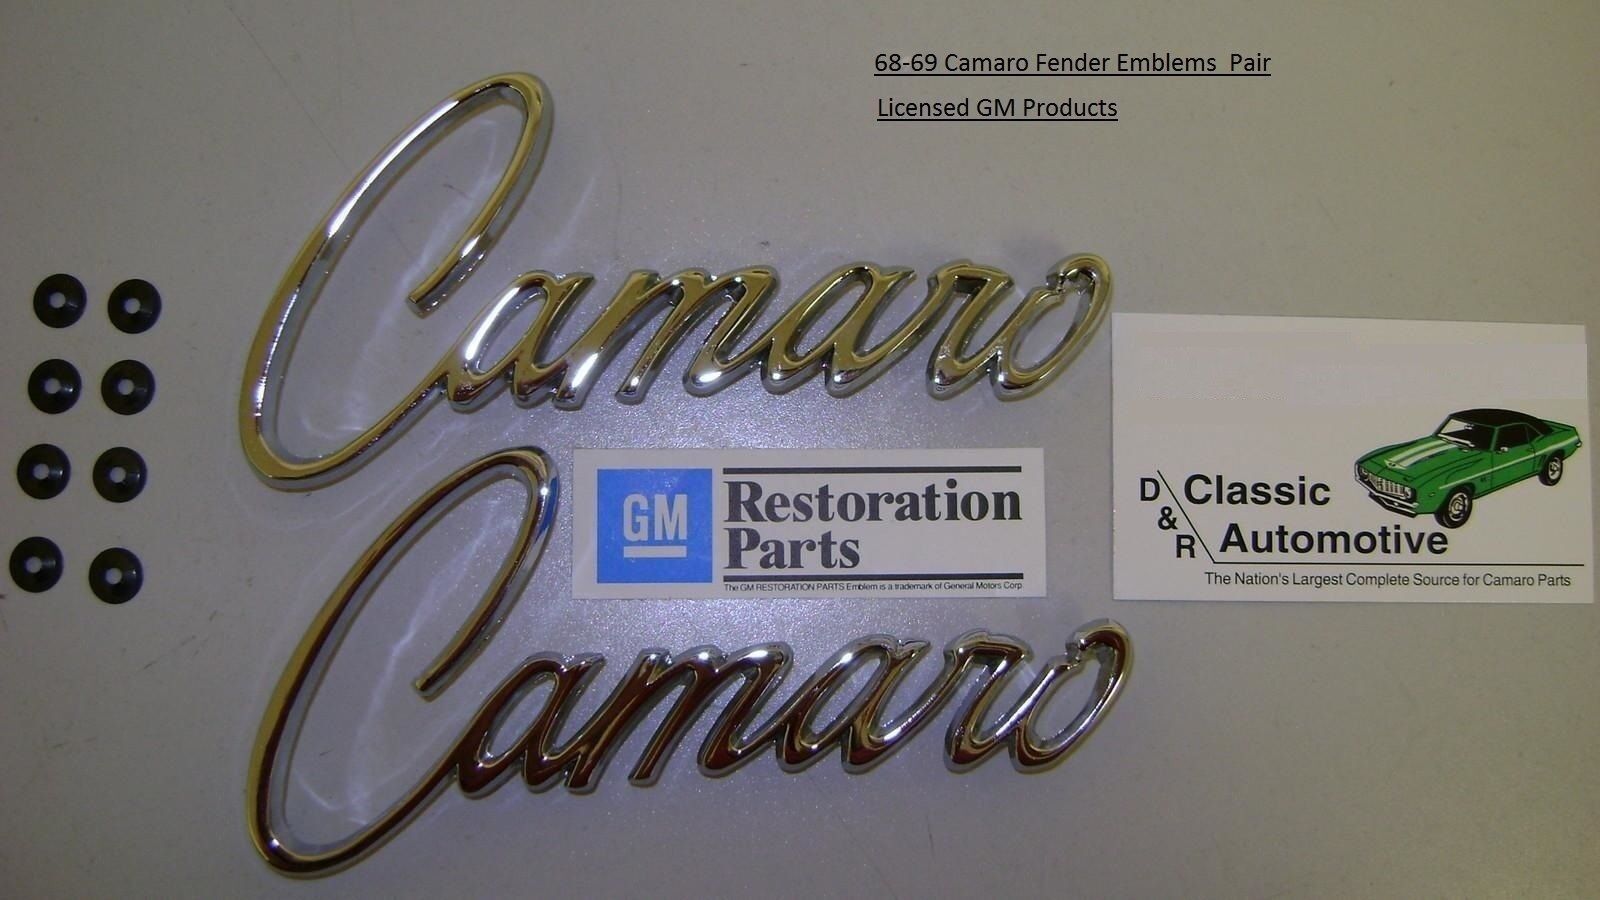 68-69 Camaro Fender Emblems  Pair
Licensed GM Products
Camaro
GM
Restoration
Parts
The GM RESTORATION PARTS Emblem is a trademark of General Motors Corp
D & R Classic
Automotive
The Nation's Largest Complete Source for Camaro Parts
Camaro